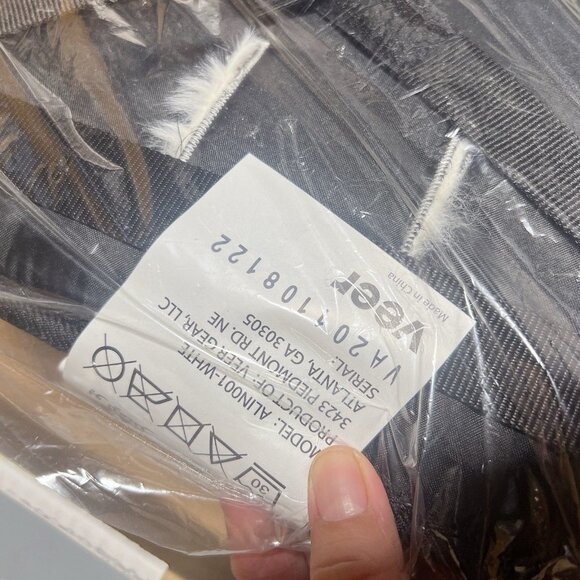 30
MODEL: ALIN001-WHTE
PRODUCT OF: VEER GEAR, LLC
3423 PIEDMONT RD. NE
ATLANTA, GA 30305
SERIAL:
VA201108122
veer
Made in China